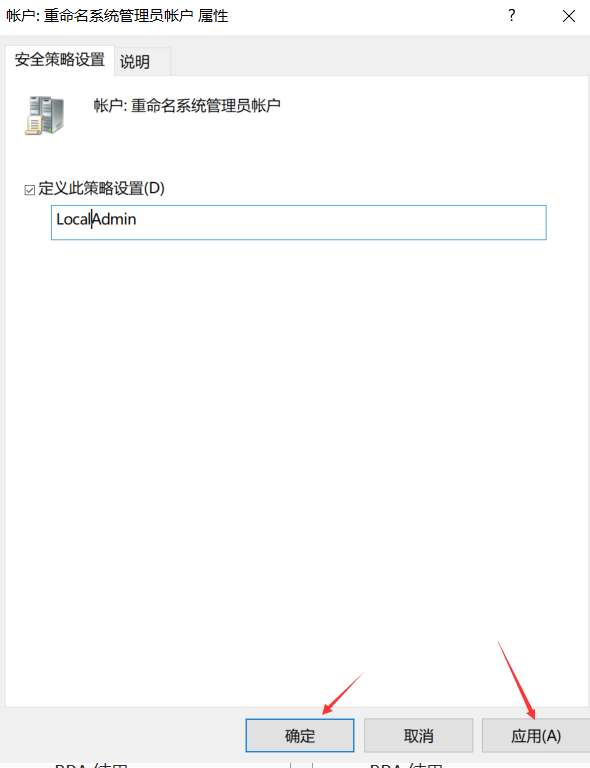 帐户: 重命名系统管理员帐户 属性
?
安全策略设置 说明
帐户: 重命名系统管理员帐户
定义此策略设置(D)
LocalAdmin
确定 取消 应用(A)